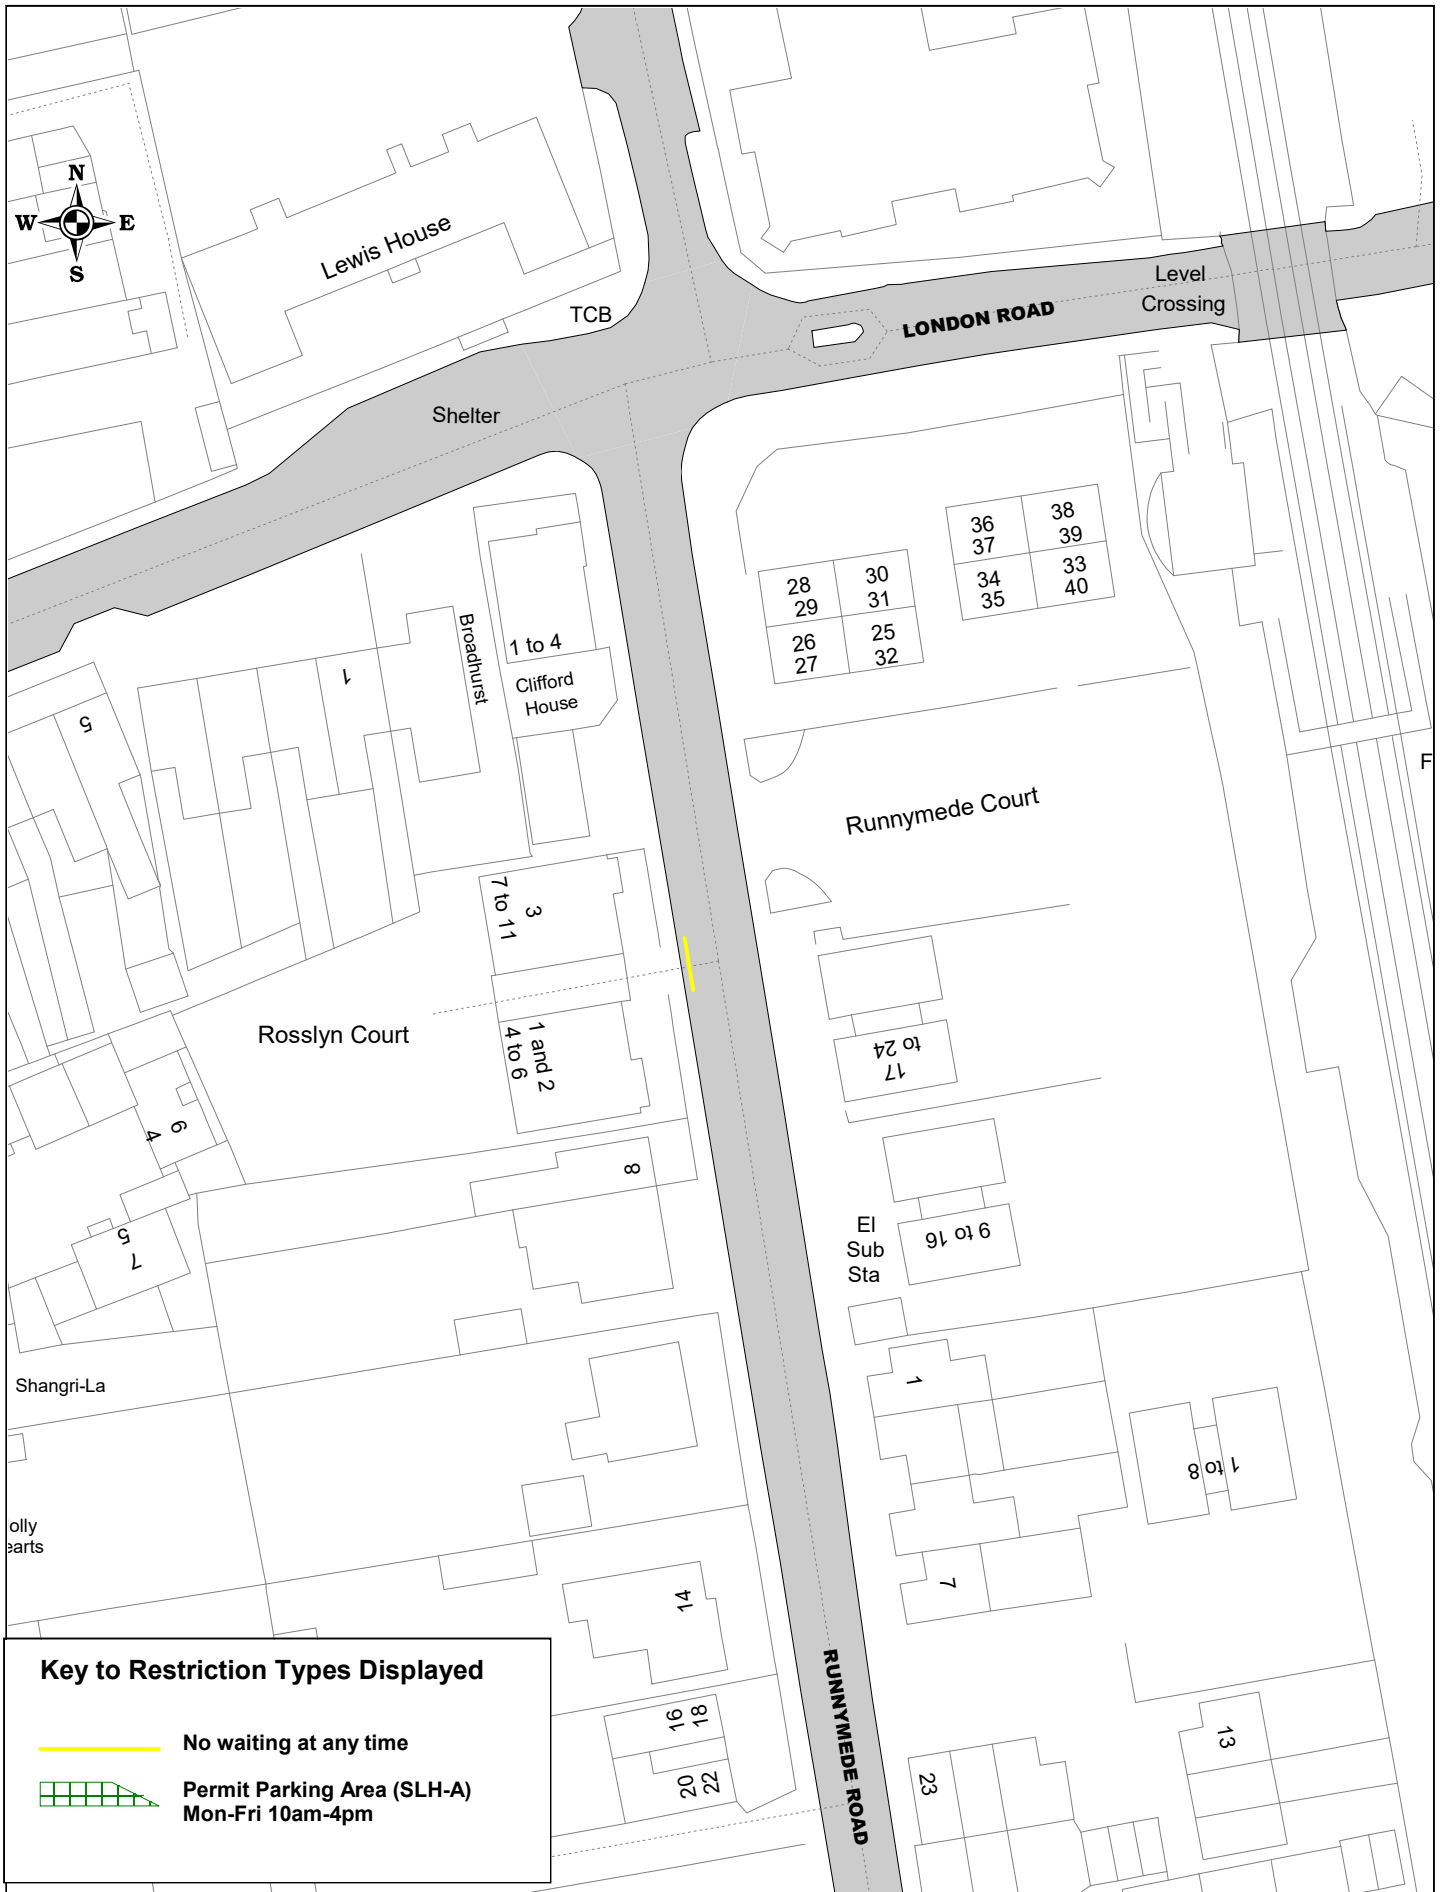 N
W E
S
Lewis House
TCB
Level
Crossing
LONDON ROAD
Shelter
36
37
38
39
34
35
33
40
28
29
30
31
26
27
25
32
1 to 4
Clifford
House
Broadhurst
1
5
F
Runnymede Court
3
7 to 11
Rosslyn Court
1 and 2
4 to 6
17
to 24
6
4
8
5
7
El
Sub
Sta
9 to 16
Shangri-La
1
1 to 8
olly
earts
7
14
RUNNYMEDE ROAD
16
18
20
22
13
23
Key to Restriction Types Displayed
No waiting at any time
Permit Parking Area (SLH-A)
Mon-Fri 10am-4pm